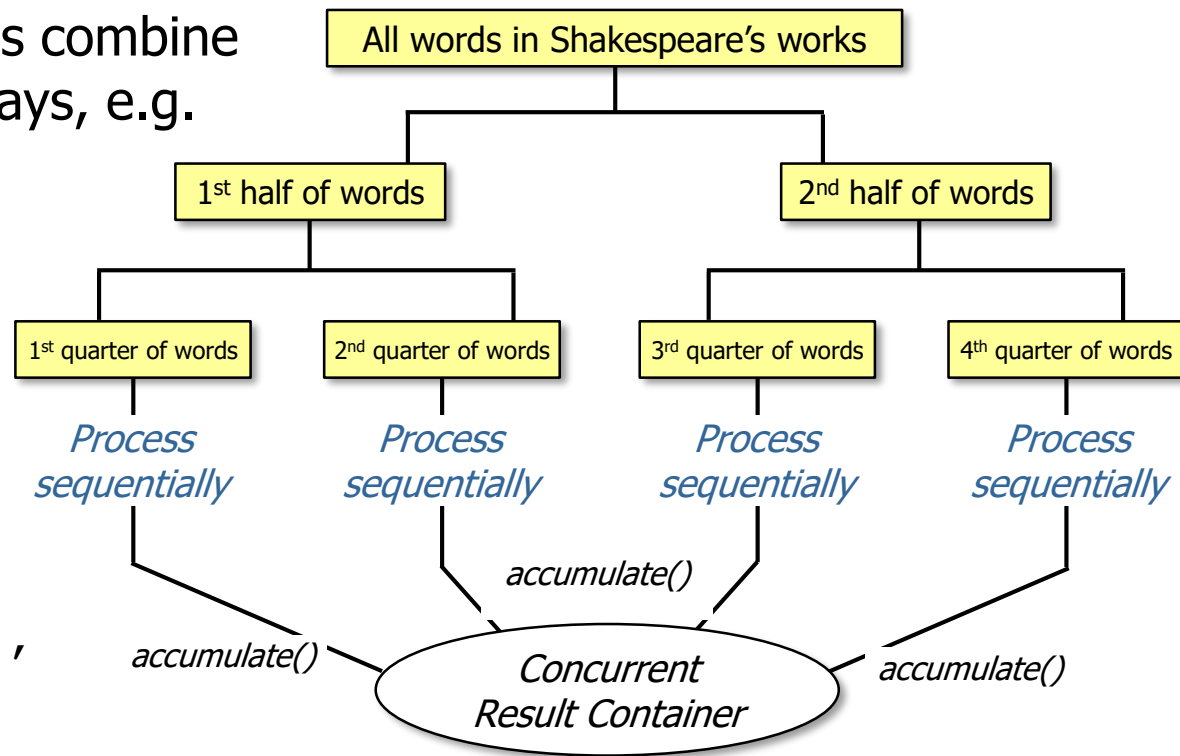 s combine
ays, e.g.
All words in Shakespeare’s works
1st half of words
2nd half of words
1st quarter of words
2nd quarter of words
3rd quarter of words
4th quarter of words
Process
sequentially
Process
sequentially
Process
sequentially
Process
sequentially
accumulate()
,
accumulate()
accumulate()
Concurrent
Result Container